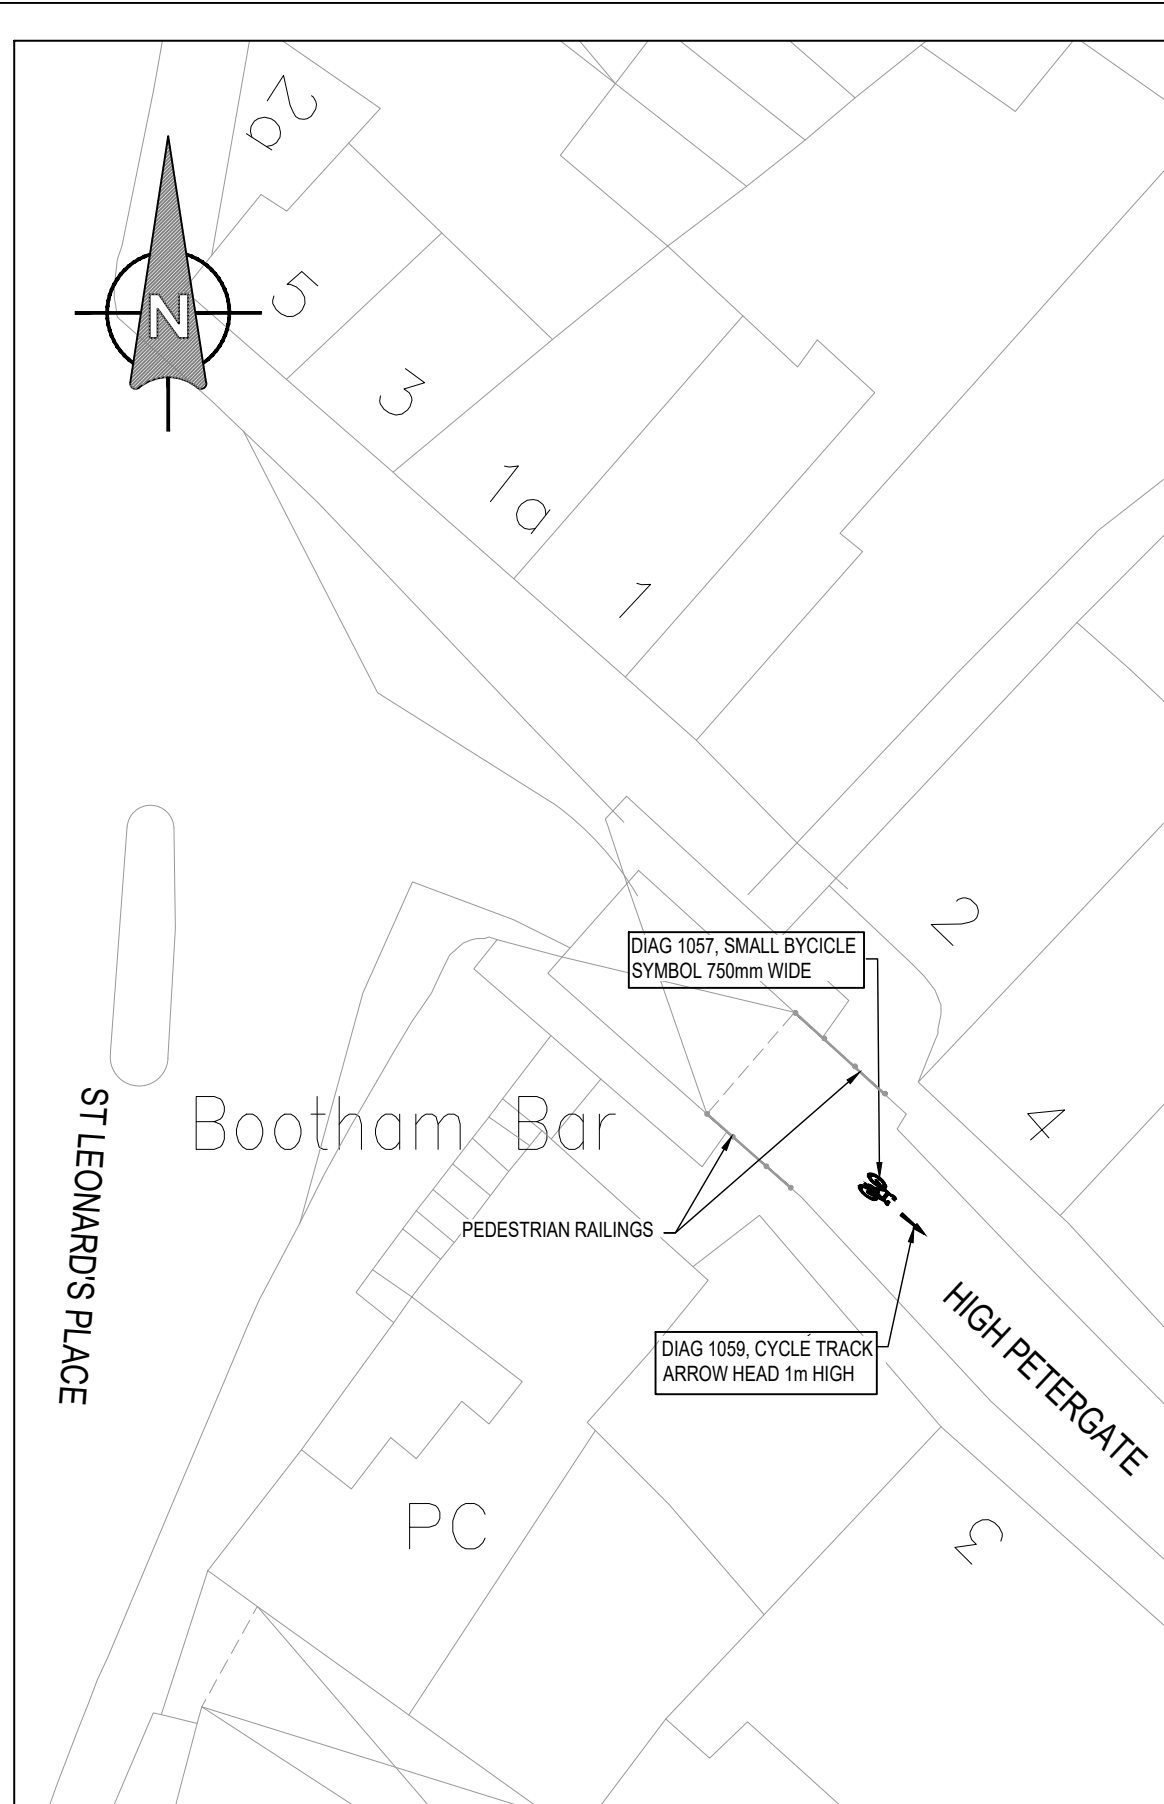 2a
N
5
3
1a
1
2
DIAG 1057, SMALL BYCICLE
SYMBOL 750mm WIDE
4
Bootham Bar
ST LEONARD'S PLACE
PEDESTRIAN RAILINGS
HIGH PETERGATE
DIAG 1059, CYCLE TRACK
ARROW HEAD 1m HIGH
PC
3